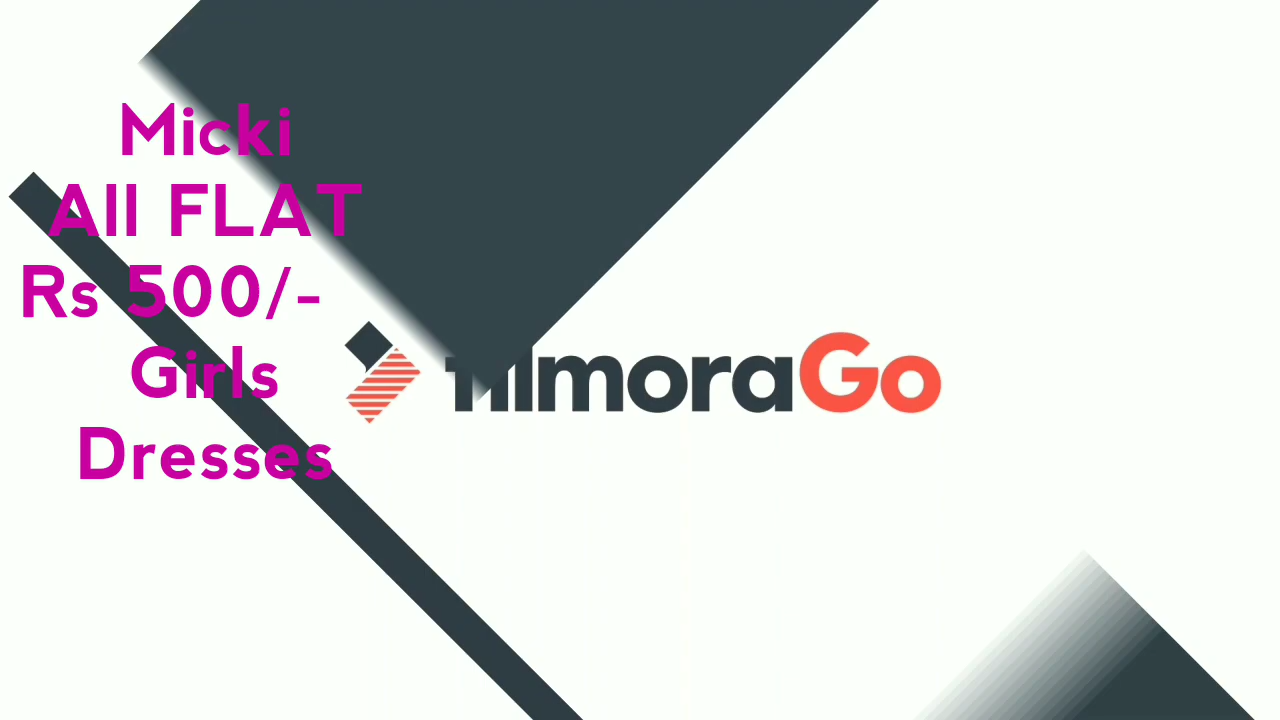 Micki
All FLAT
Rs 500/-
Girls
Dresses
filmoraGo